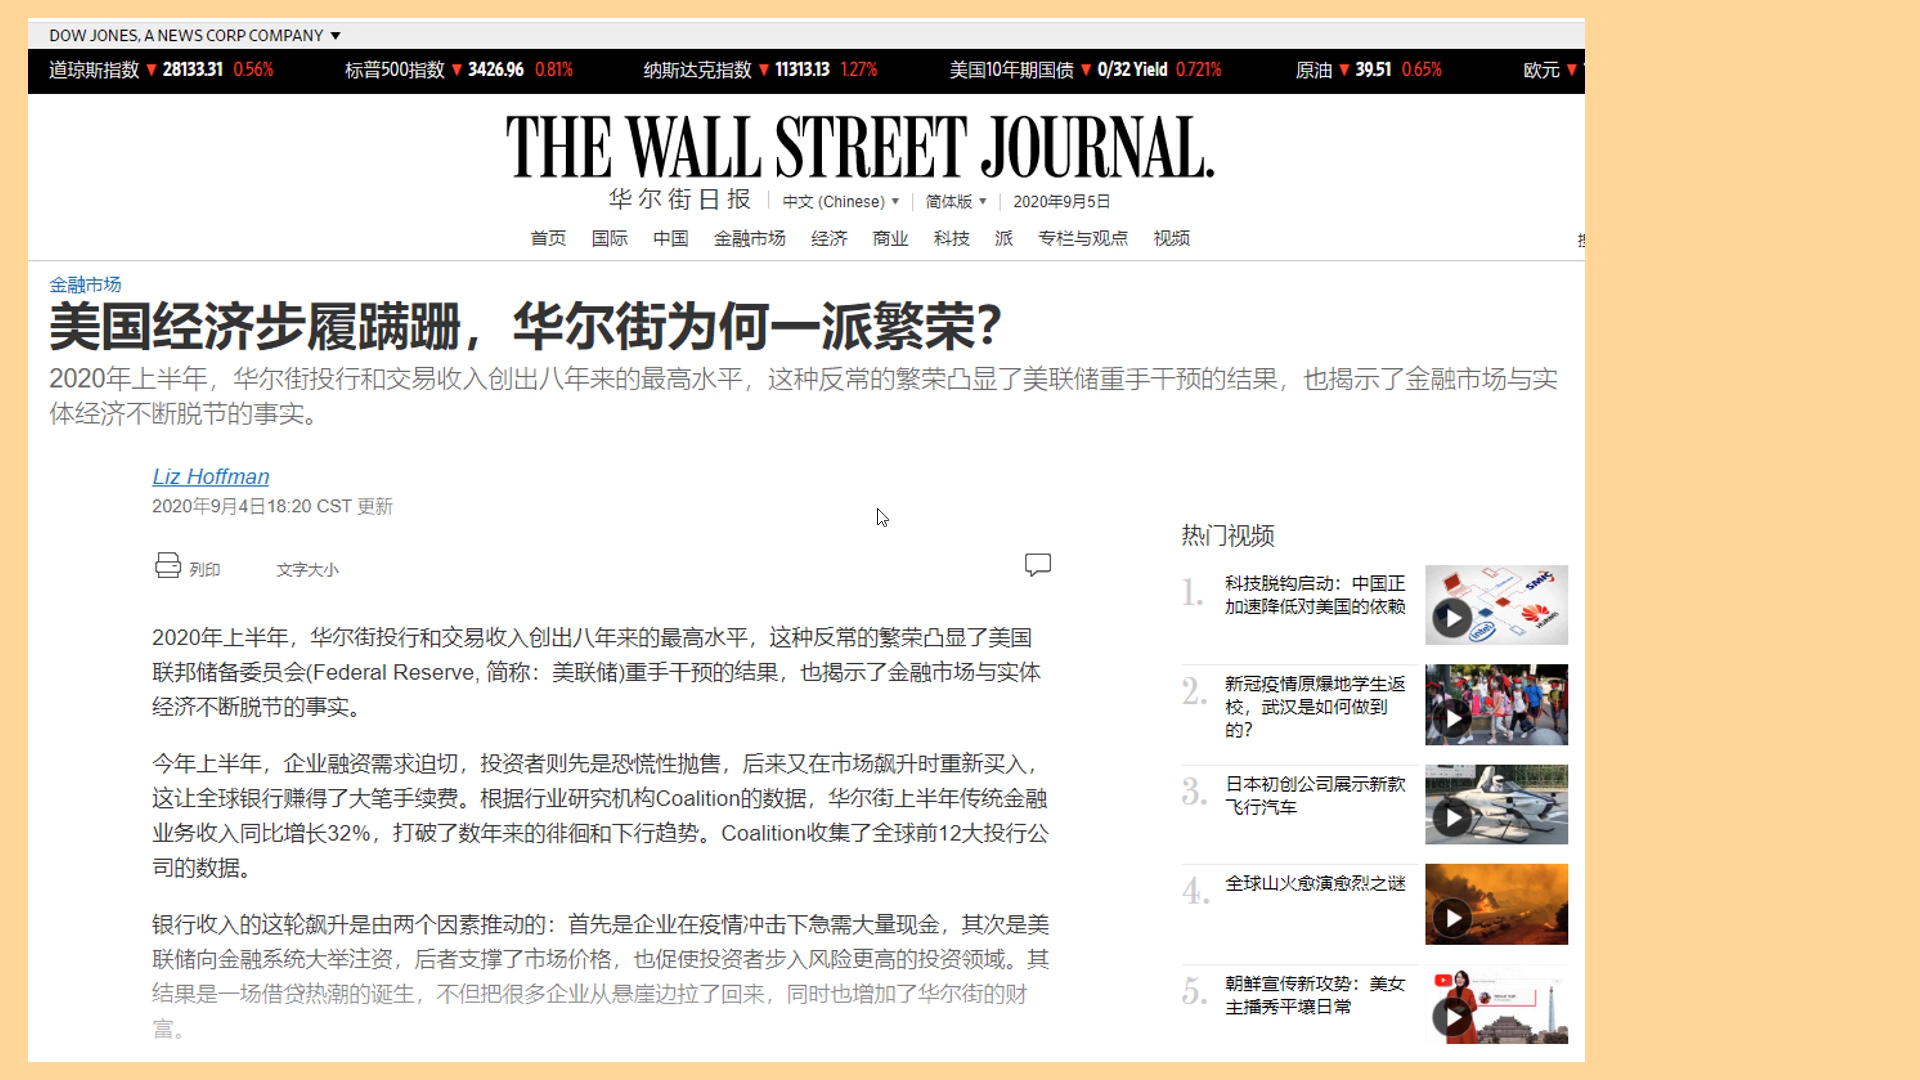 DOW JONES, A NEWS CORP COMPANY ▼
道琼斯指数 ▼ 28133.31 0.56% 标普500指数 ▼ 3426.96 0.81% 纳斯达克指数 ▼ 11313.13 1.27% 美国10年期国债 ▼ 0/32 Yield 0.721% 原油 ▼ 39.51 0.65% 欧元 ▼
THE WALL STREET JOURNAL.
华尔街日报 中文 (Chinese) ▼ 简体版 ▼ 2020年9月5日
首页 国际 中国 金融市场 经济 商业 科技 派 专栏与观点 视频
金融市场
美国经济步履蹒跚，华尔街为何一派繁荣？
2020年上半年，华尔街投行和交易收入创出八年来的最高水平，这种反常的繁荣凸显了美联储重手干预的结果，也揭示了金融市场与实
体经济不断脱节的事实。
Liz Hoffman
2020年9月4日18:20 CST 更新
列印 文字大小
2020年上半年，华尔街投行和交易收入创出八年来的最高水平，这种反常的繁荣凸显了美国
联邦储备委员会(Federal Reserve, 简称：美联储)重手干预的结果，也揭示了金融市场与实体
经济不断脱节的事实。
今年上半年，企业融资需求迫切，投资者则先是恐慌性抛售，后来又在市场飙升时重新买入，
这让全球银行赚得了大笔手续费。根据行业研究机构Coalition的数据，华尔街上半年传统金融
业务收入同比增长32%，打破了数年来的徘徊和下行趋势。Coalition收集了全球前12大投行公
司的数据。
银行收入的这轮飙升是由两个因素推动的：首先是企业在疫情冲击下急需大量现金，其次是美
联储向金融系统大举注资，后者支撑了市场价格，也促使投资者步入风险更高的投资领域。其
结果是一场借贷热潮的诞生，不但把很多企业从悬崖边拉了回来，同时也增加了华尔街的财
富。
热门视频
1. 科技脱钩启动：中国正
加速降低对美国的依赖
SMIC
intel
HUAWEI
2. 新冠疫情原爆地学生返
校，武汉是如何做到
的？
3. 日本初创公司展示新款
飞行汽车
4. 全球山火愈演愈烈之谜
5. 朝鲜宣传新攻势：美女
主播秀平壤日常